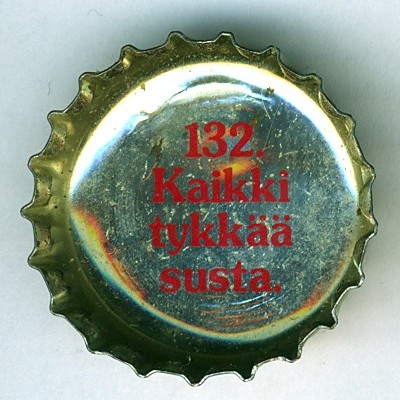 132.
Kaikki
tykkää
susta.